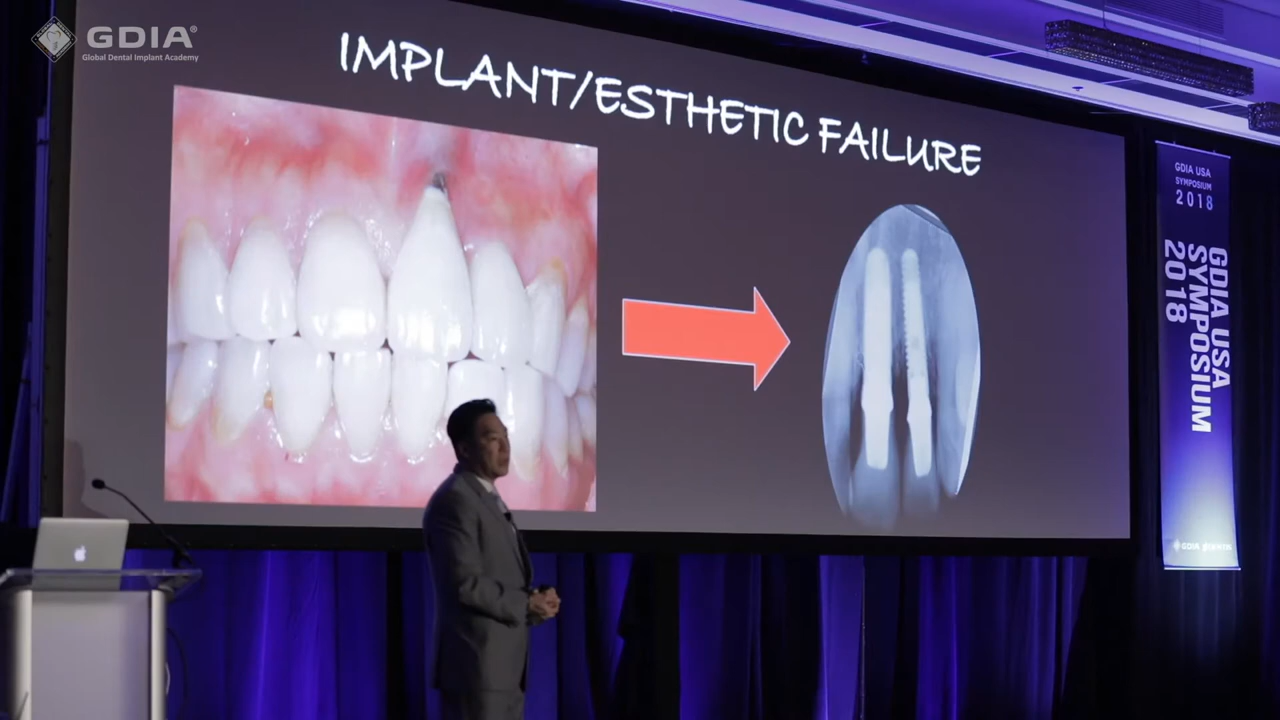 GDIA®
Global Dental Implant Academy
IMPLANT/ESTHETIC FAILURE
GDIA USA
SYMPOSIUM
2018
GDIA USA
SYMPOSIUM
2018